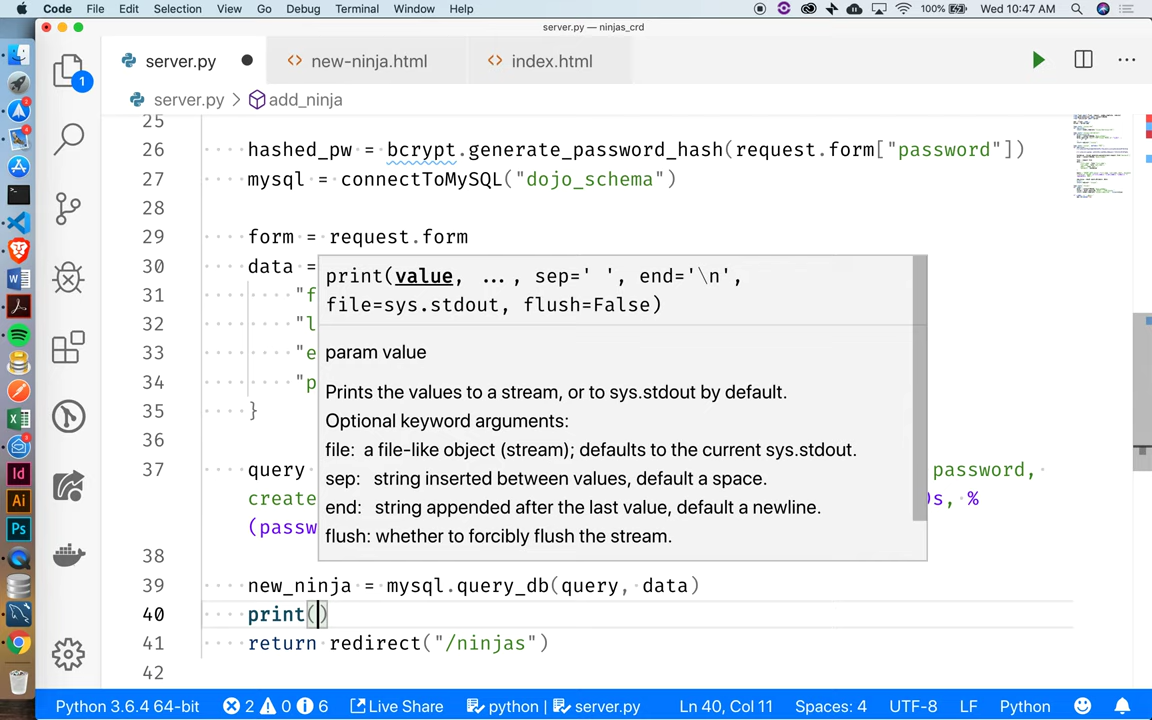 Code File Edit Selection View Go Debug Terminal Window Help 100% Wed 10:47 AM
server.py — ninjas_crd
server.py new-ninja.html index.html
1
server.py > add_ninja
25
26 hashed_pw = bcrypt.generate_password_hash(request.form["password"])
27 mysql = connectToMySQL("dojo_schema")
28
29 form = request.form
30 data =
31 "f
32 "l
33 "e
34 "p
35 }
36
37 query password,
create s, %
(passw
38
39 new_ninja = mysql.query_db(query, data)
40 print()
41 return redirect("/ninjas")
42
print(value, ..., sep=' ', end='\n',
file=sys.stdout, flush=False)
param value
Prints the values to a stream, or to sys.stdout by default.
Optional keyword arguments:
file: a file-like object (stream); defaults to the current sys.stdout.
sep: string inserted between values, default a space.
end: string appended after the last value, default a newline.
flush: whether to forcibly flush the stream.
Id
Ai
Ps
Python 3.6.4 64-bit 2 0 6 Live Share python | server.py Ln 40, Col 11 Spaces: 4 UTF-8 LF Python